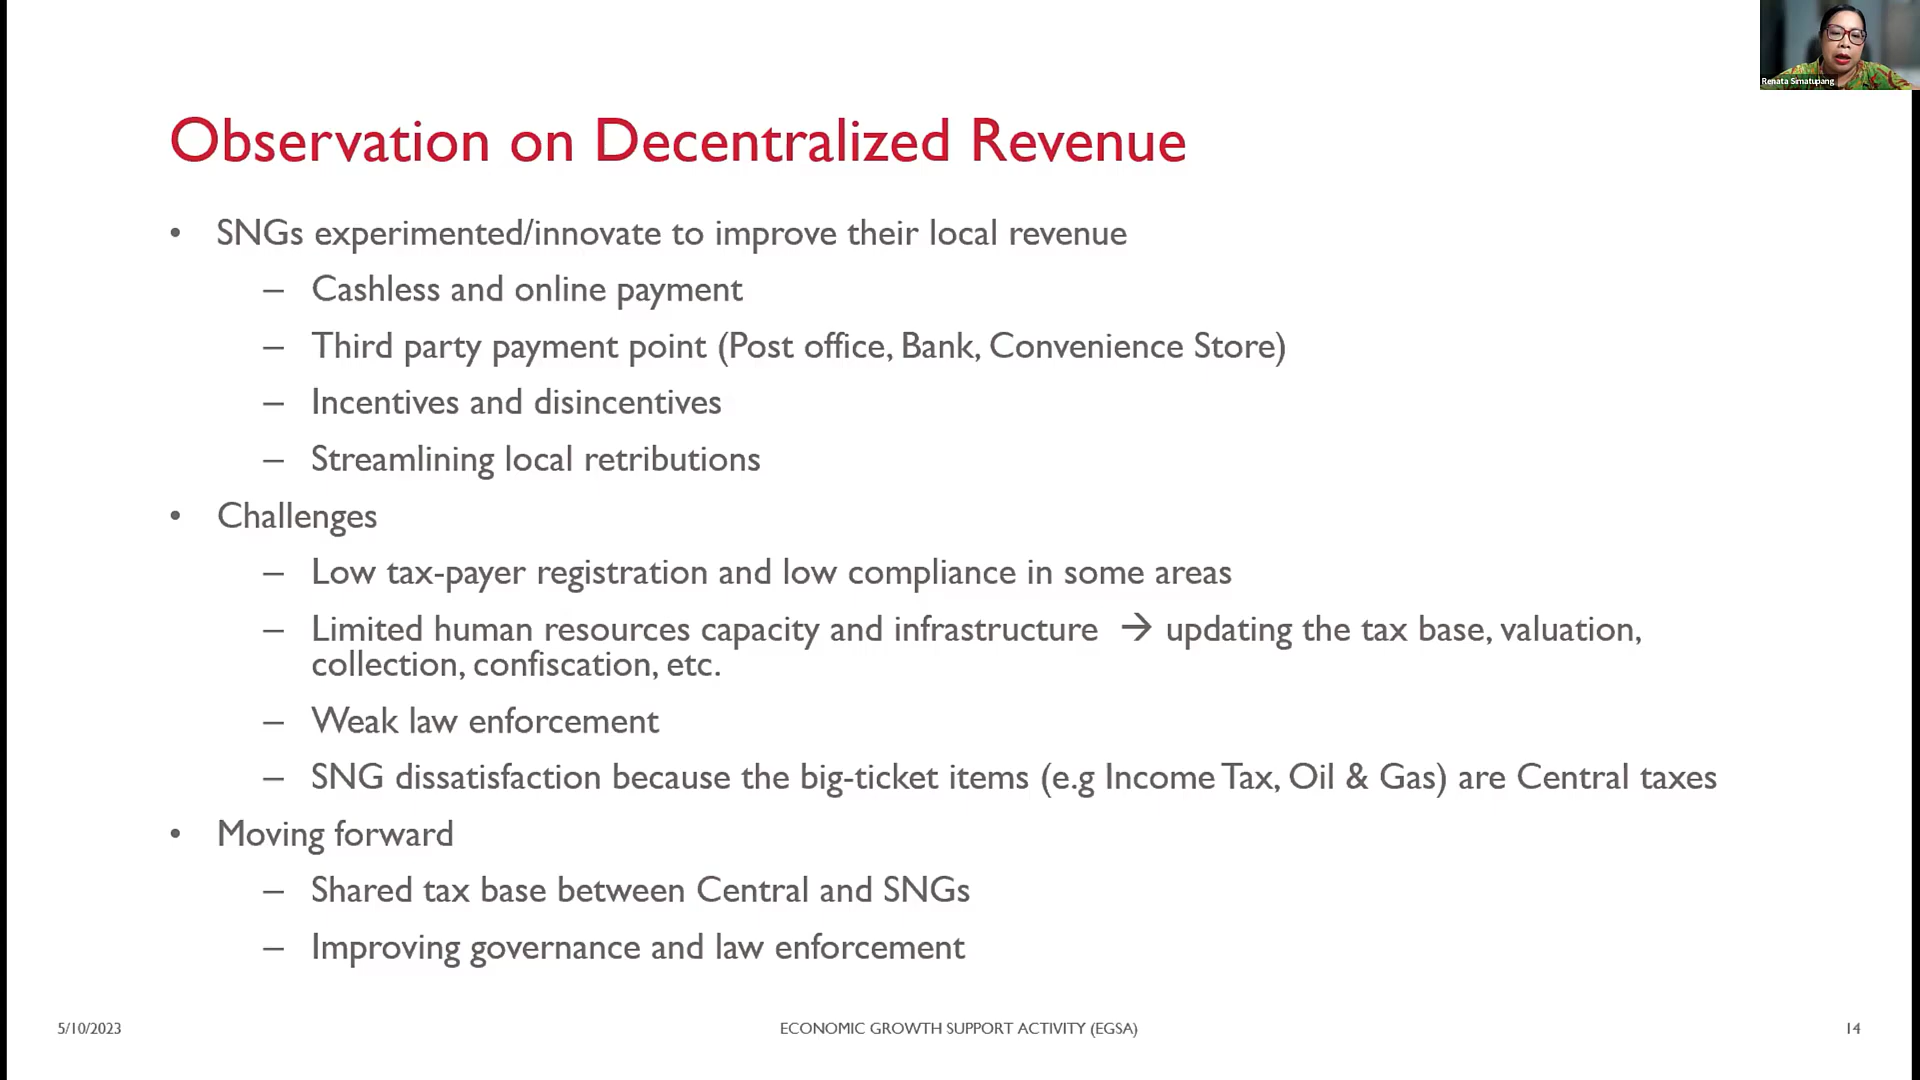 Renata Simatupang
Observation on Decentralized Revenue
• SNGs experimented/innovate to improve their local revenue
– Cashless and online payment
– Third party payment point (Post office, Bank, Convenience Store)
– Incentives and disincentives
– Streamlining local retributions
• Challenges
– Low tax-payer registration and low compliance in some areas
– Limited human resources capacity and infrastructure → updating the tax base, valuation,
collection, confiscation, etc.
– Weak law enforcement
– SNG dissatisfaction because the big-ticket items (e.g Income Tax, Oil & Gas) are Central taxes
• Moving forward
– Shared tax base between Central and SNGs
– Improving governance and law enforcement
5/10/2023
ECONOMIC GROWTH SUPPORT ACTIVITY (EGSA)
14